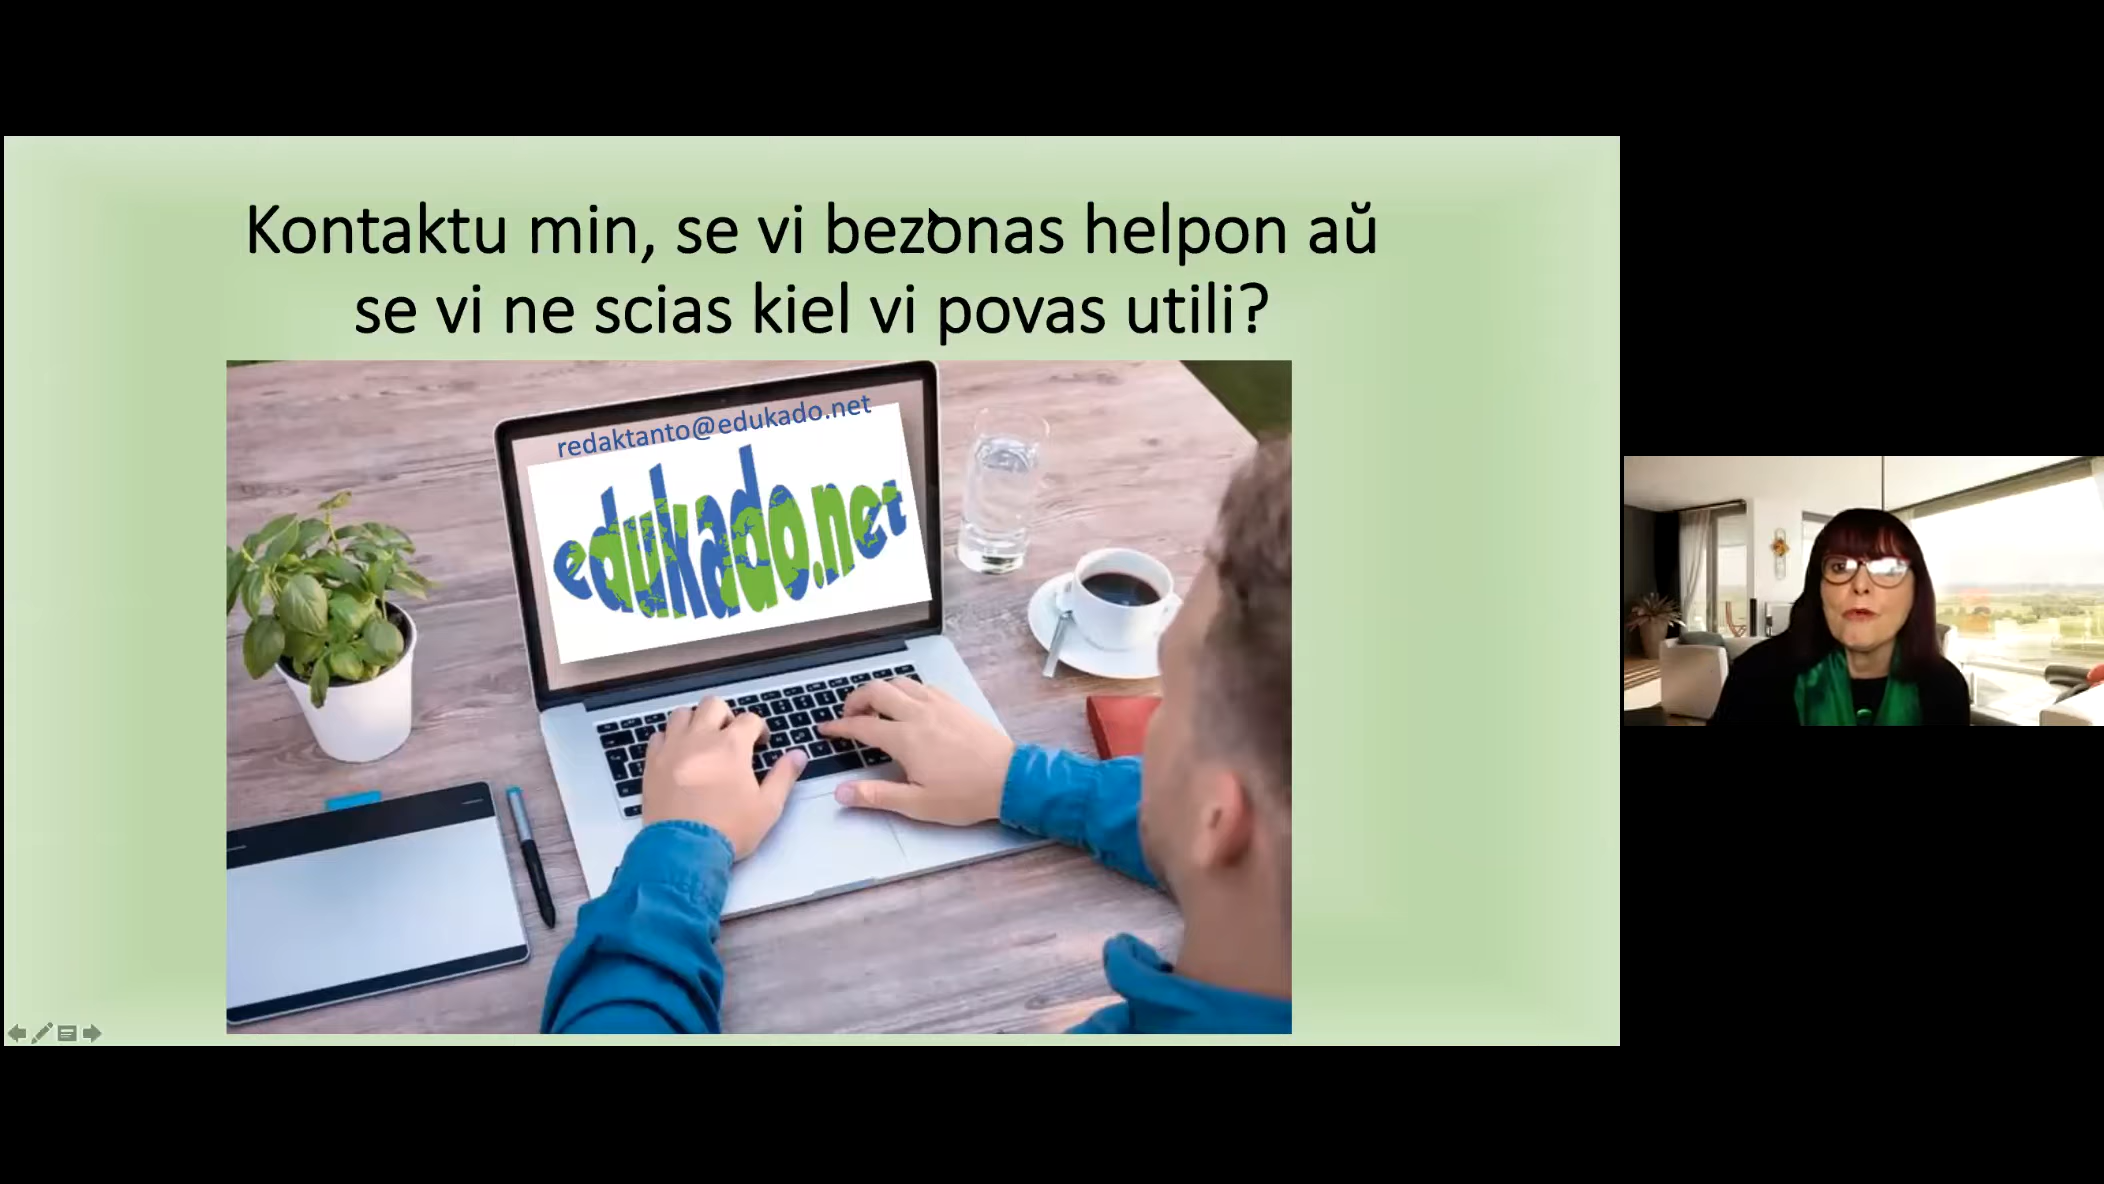 Kontaktu min, se vi bezonas helpon aŭ
se vi ne scias kiel vi povas utili?
redaktanto@edukado.net
edukado.net